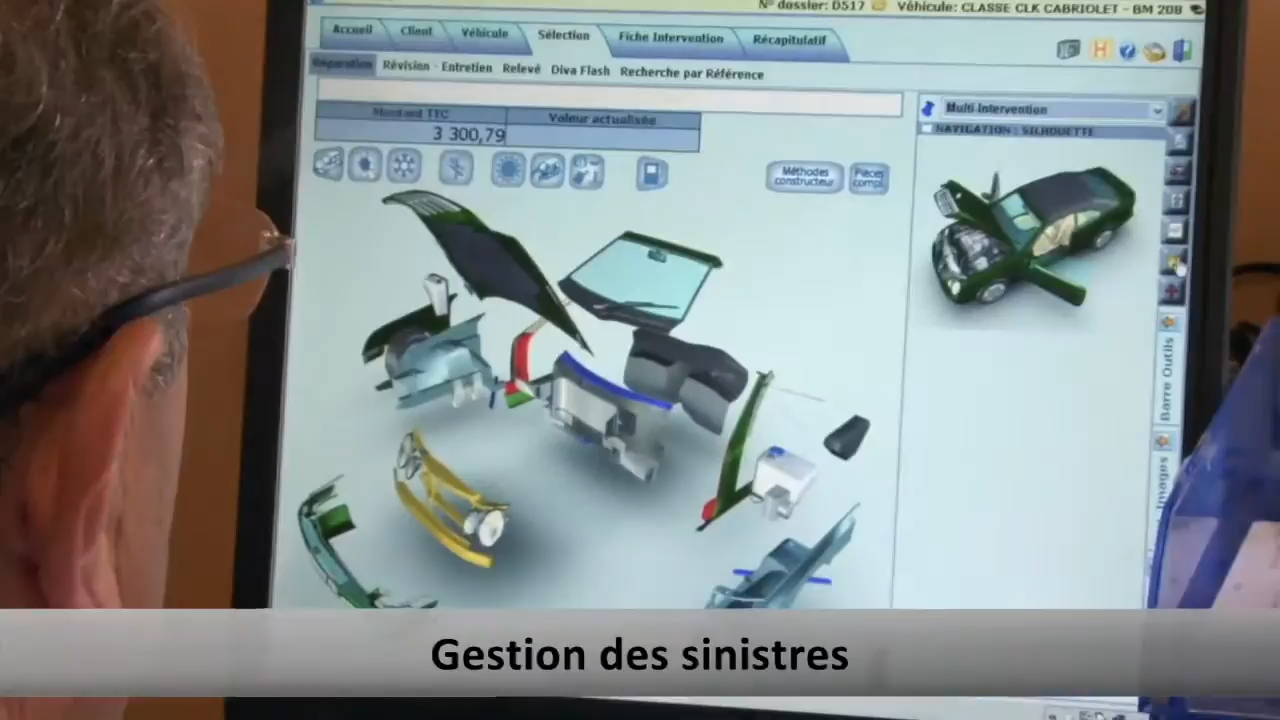 N° dossier: D517 Véhicule: CLASSE CLK CABRIOLET - BM 208
Accueil Client Véhicule Sélection Fiche Intervention Récapitulatif
Réparation Révision - Entretien Relevé Diva Flash Recherche par Référence
Multi-Intervention
NAVIGATION : SILHOUETTE
Montant TTC Valeur actualisée
3 300,79
Méthodes
constructeur
Pièces
compl.
Barre Outils
Images
Gestion des sinistres